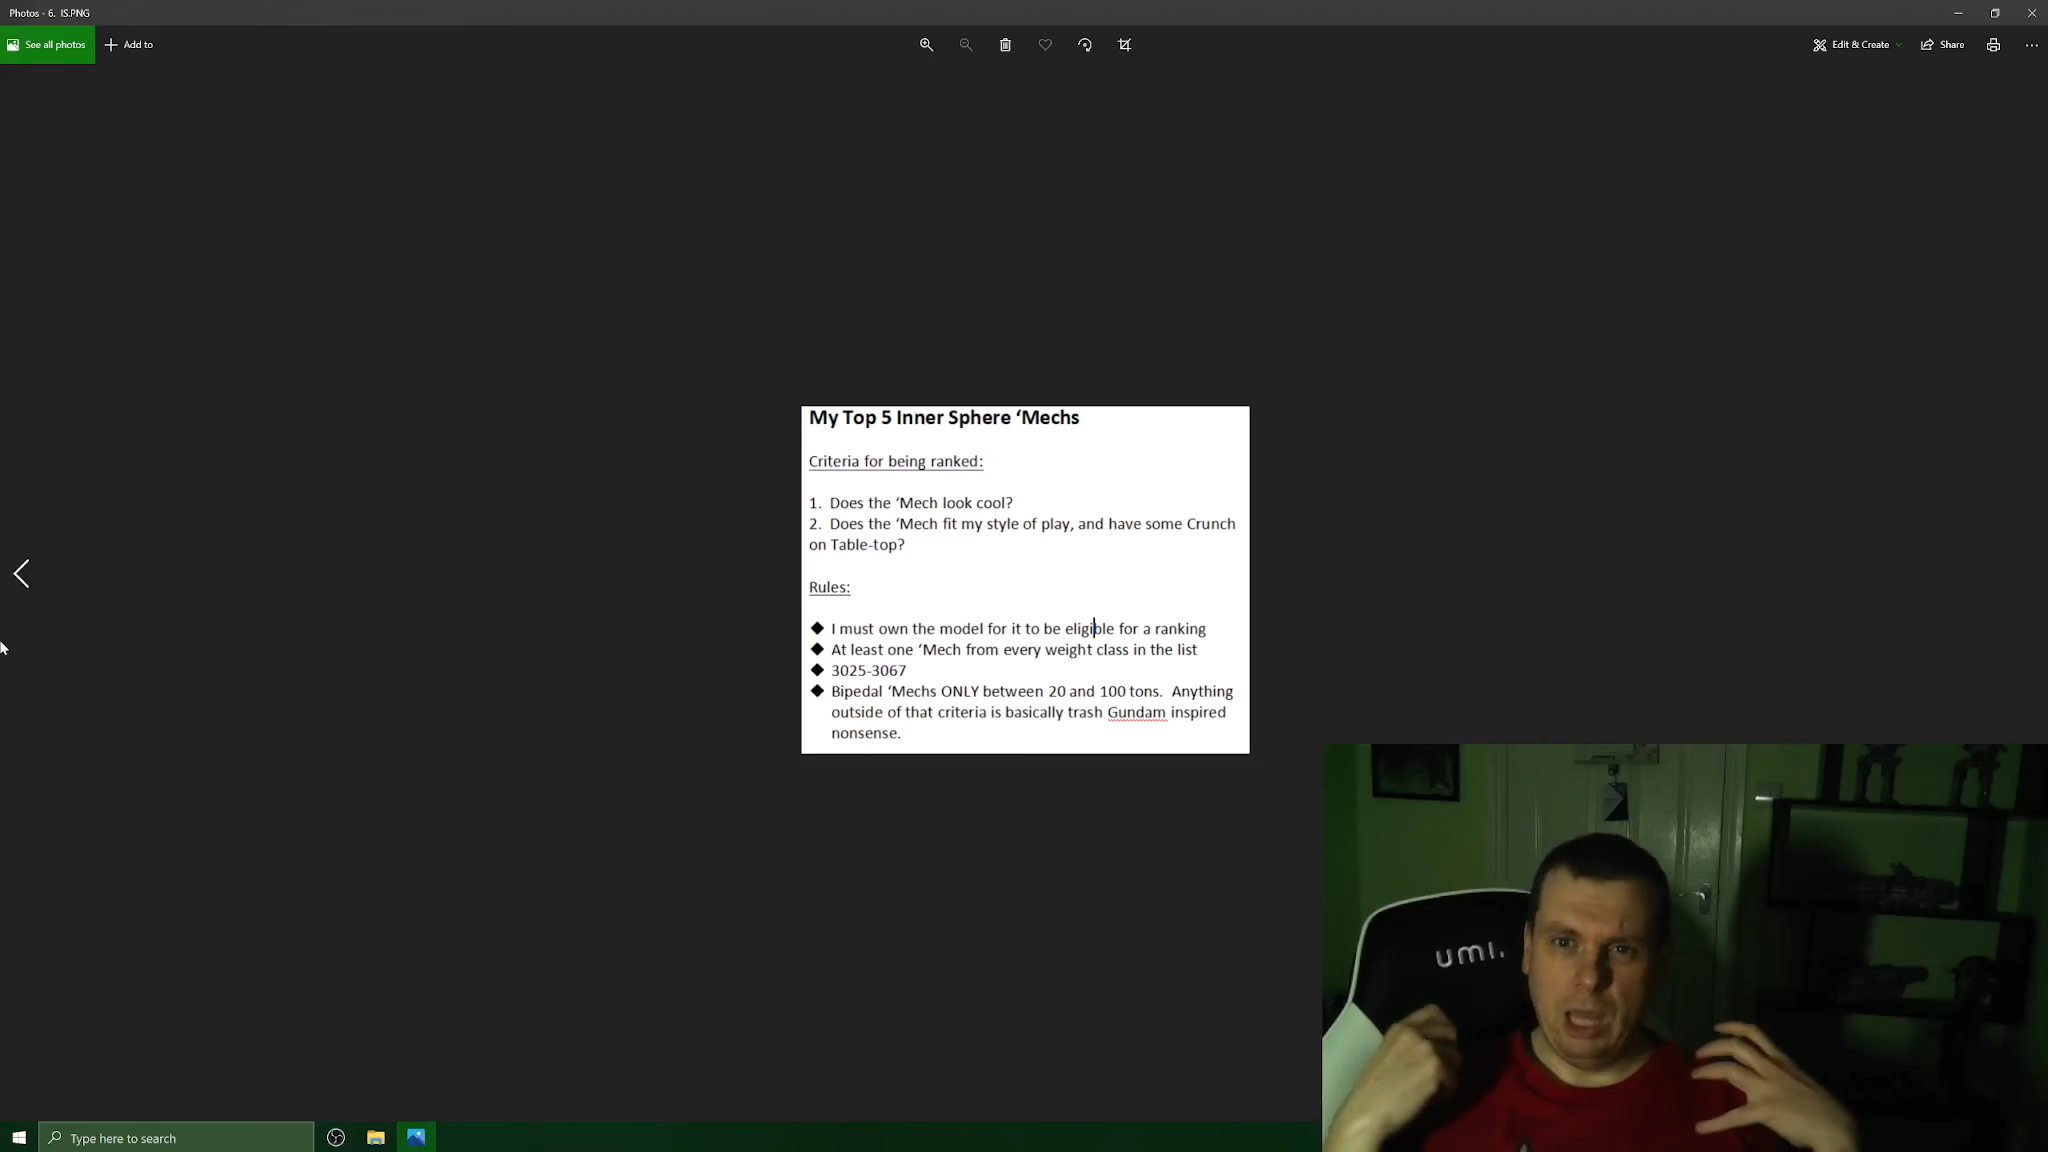 Photos - 6. IS.PNG
See all photos
Add to
Edit & Create
Share
My Top 5 Inner Sphere ‘Mechs
Criteria for being ranked:
1. Does the ‘Mech look cool?
2. Does the ‘Mech fit my style of play, and have some Crunch
on Table-top?
Rules:
◆ I must own the model for it to be eligible for a ranking
◆ At least one ‘Mech from every weight class in the list
◆ 3025-3067
◆ Bipedal ‘Mechs ONLY between 20 and 100 tons. Anything
outside of that criteria is basically trash Gundam inspired
nonsense.
umi.
Type here to search